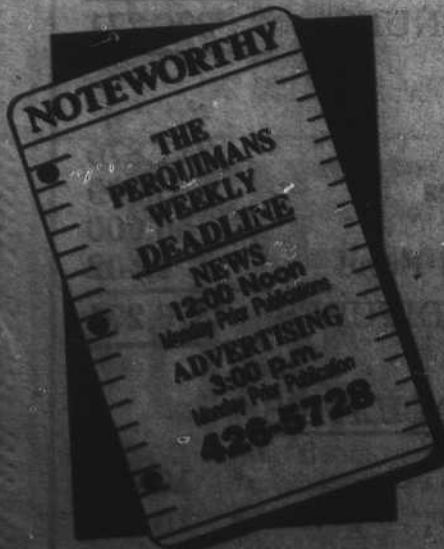 NOTEWORTHY
THE
PERQUIMANS
WEEKLY
DEADLINE
NEWS
12:00 Noon
Monday Prior Publications
ADVERTISING
3:00 p.m.
Monday Prior Publication
426-5728